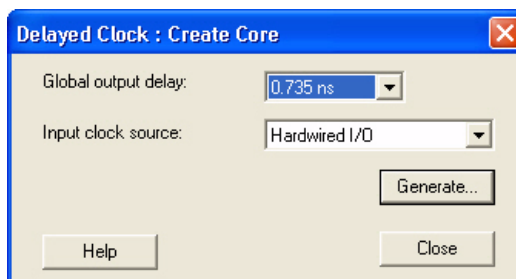 Delayed Clock : Create Core
Global output delay: 0.735 ns
Input clock source: Hardwired I/O
Generate...
Help Close